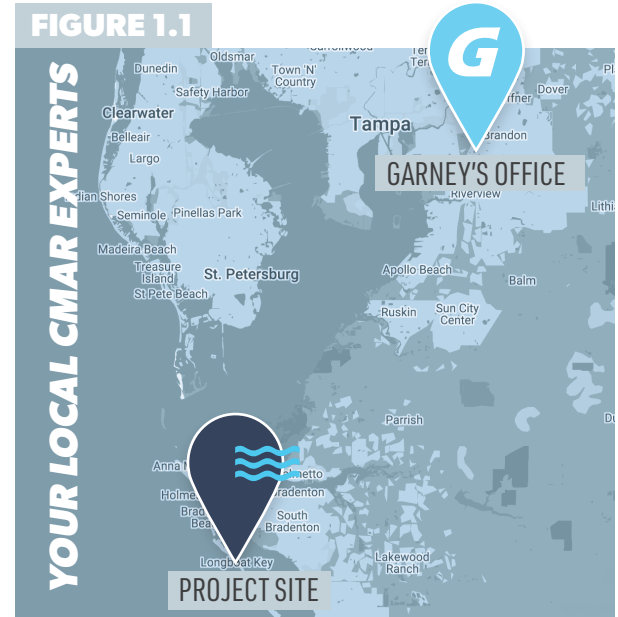 FIGURE 1.1
YOUR LOCAL CMAR EXPERTS
Oldsmar
Dunedin
Town 'N'
Country
Safety Harbor
Clearwater
Belleair
Largo
Tampa
G
Dover
Brandon
GARNEY'S OFFICE
Riverview
Seminole
Pinellas Park
Madeira Beach
Treasure
Island
St Pete Beach
St. Petersburg
Apollo Beach
Balm
Ruskin
Sun City
Center
Parrish
Anna
South
Bradenton
Longboat Key
Lakewood
Ranch
PROJECT SITE